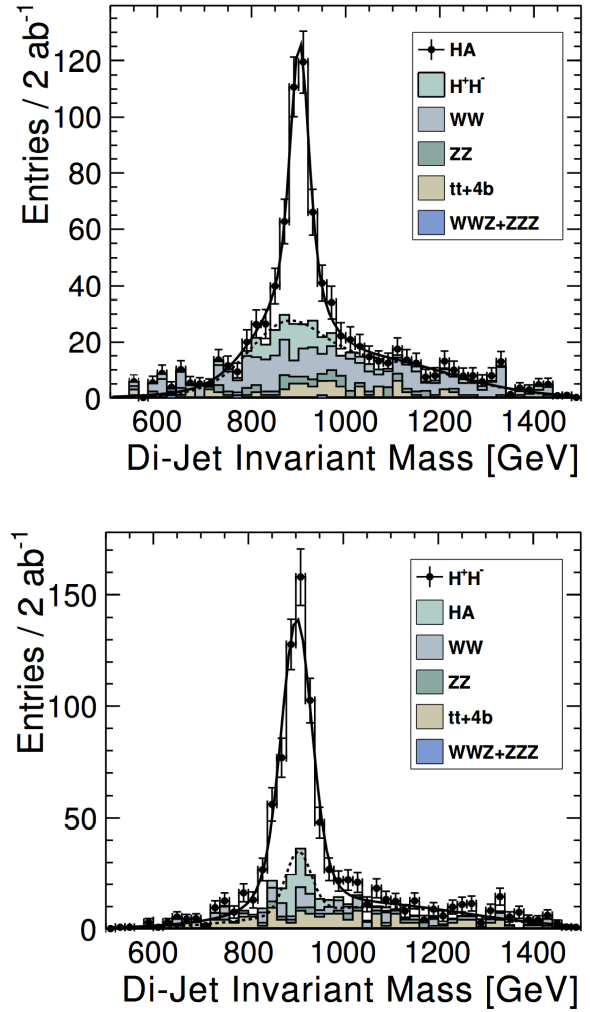 Entries / 2 ab⁻¹
120
100
80
60
40
20
0
HA
H⁺H⁻
WW
ZZ
tt+4b
WWZ+ZZZ
600 800 1000 1200 1400
Di-Jet Invariant Mass [GeV]
Entries / 2 ab⁻¹
150
100
50
0
H⁺H⁻
HA
WW
ZZ
tt+4b
WWZ+ZZZ
600 800 1000 1200 1400
Di-Jet Invariant Mass [GeV]